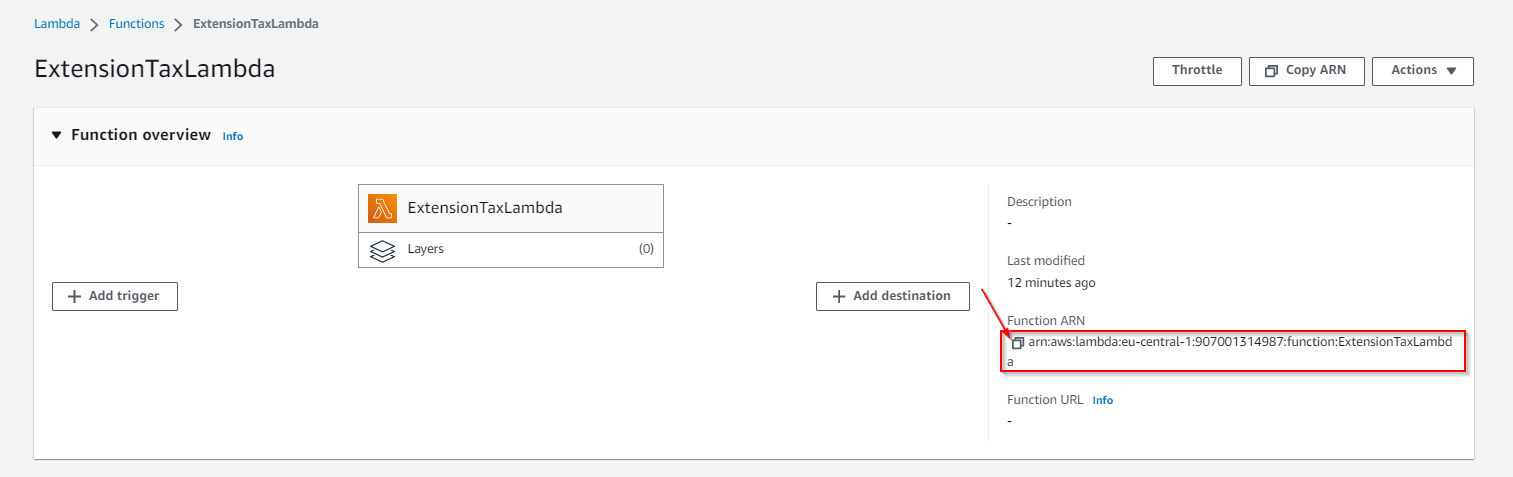 Lambda > Functions > ExtensionTaxLambda
ExtensionTaxLambda
Throttle
Copy ARN
Actions
Function overview Info
ExtensionTaxLambda
Layers (0)
Add trigger
Add destination
Description
-
Last modified
12 minutes ago
Function ARN
arn:aws:lambda:eu-central-1:907001314987:function:ExtensionTaxLambd
a
Function URL Info
-